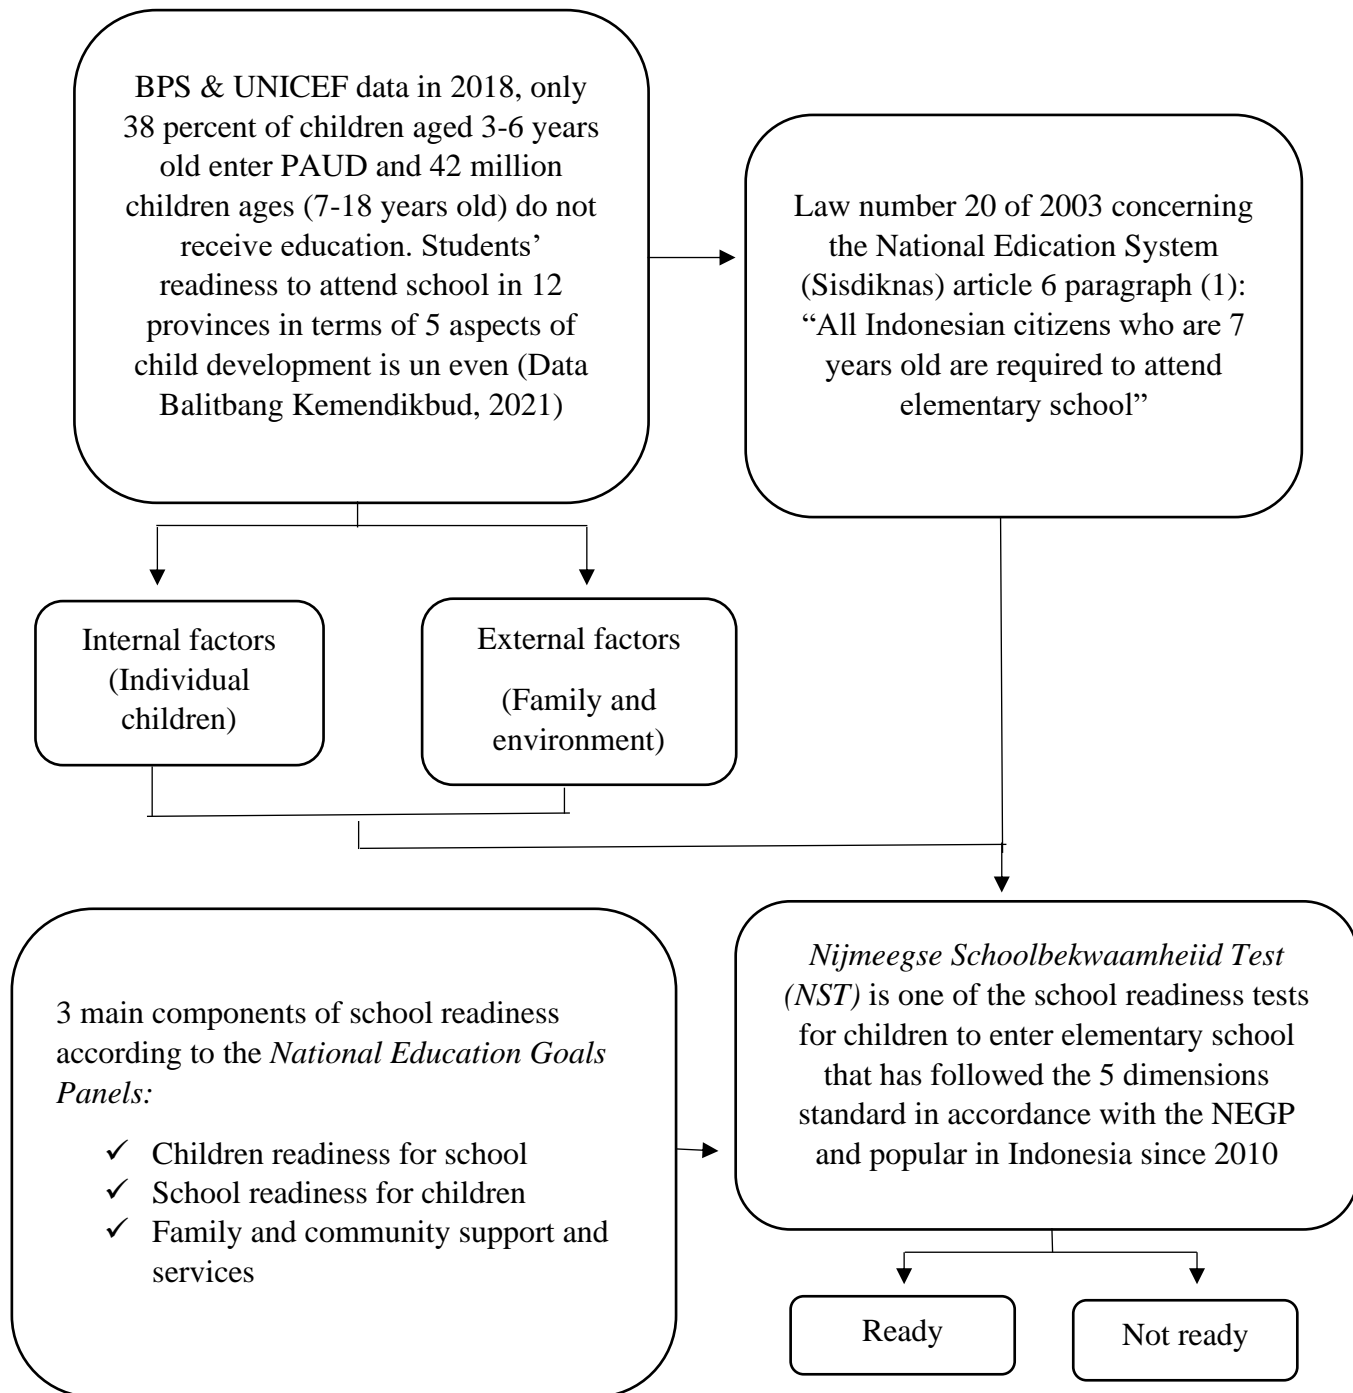 BPS & UNICEF data in 2018, only
38 percent of children aged 3-6 years
old enter PAUD and 42 million
children ages (7-18 years old) do not
receive education. Students’
readiness to attend school in 12
provinces in terms of 5 aspects of
child development is un even (Data
Balitbang Kemendikbud, 2021)
Law number 20 of 2003 concerning
the National Edication System
(Sisdiknas) article 6 paragraph (1):
“All Indonesian citizens who are 7
years old are required to attend
elementary school”
Internal factors
(Individual
children)
External factors
(Family and
environment)
3 main components of school readiness
according to the National Education Goals
Panels:
✓ Children readiness for school
✓ School readiness for children
✓ Family and community support and
services
Nijmeegse Schoolbekwaamheiid Test
(NST) is one of the school readiness tests
for children to enter elementary school
that has followed the 5 dimensions
standard in accordance with the NEGP
and popular in Indonesia since 2010
Ready
Not ready